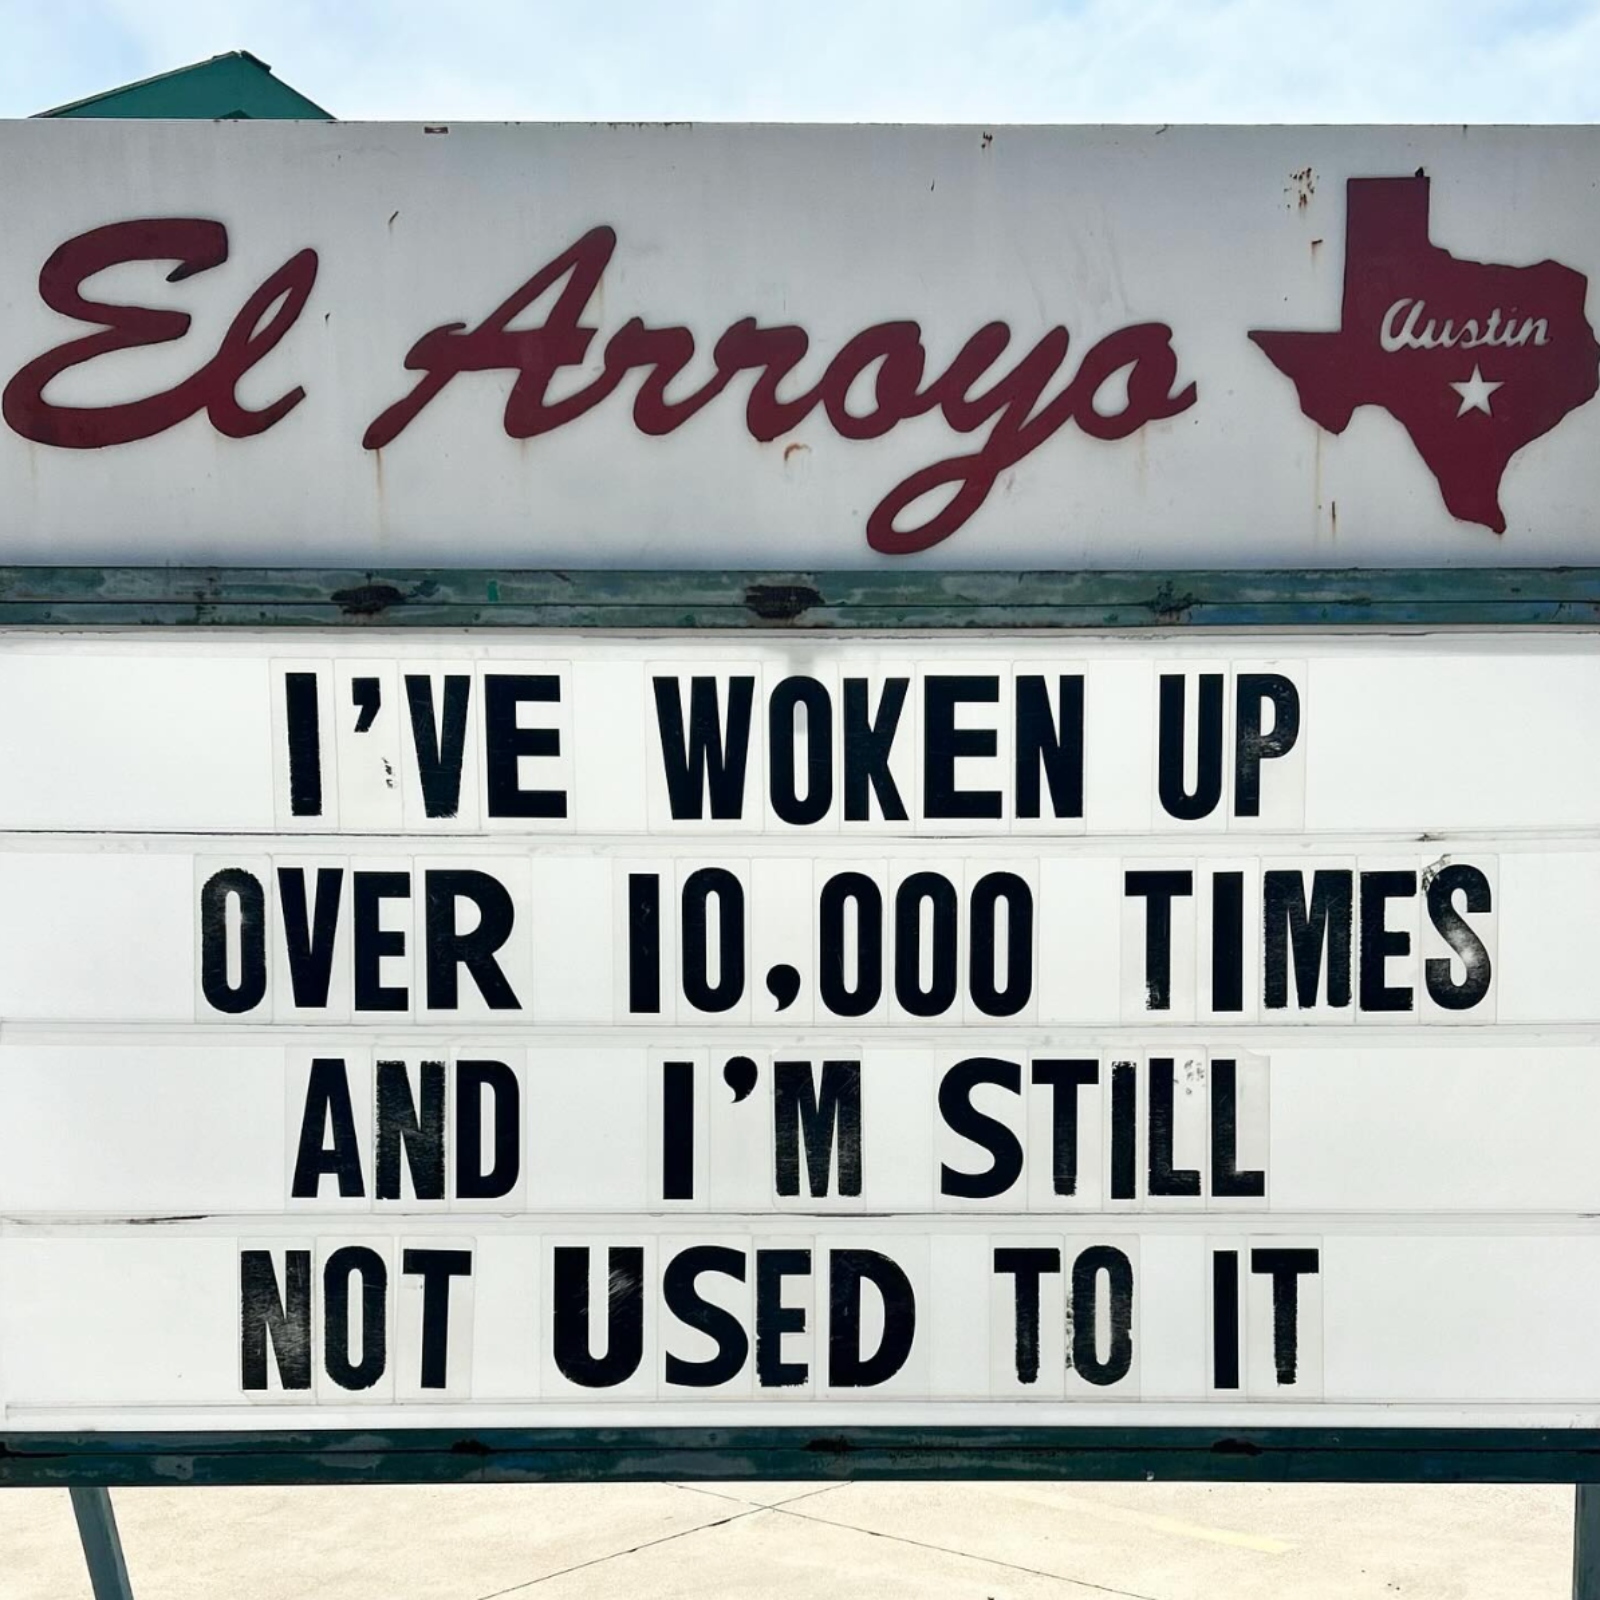 El Arroyo
Austin
I'VE WOKEN UP
OVER 10,000 TIMES
AND I'M STILL
NOT USED TO IT